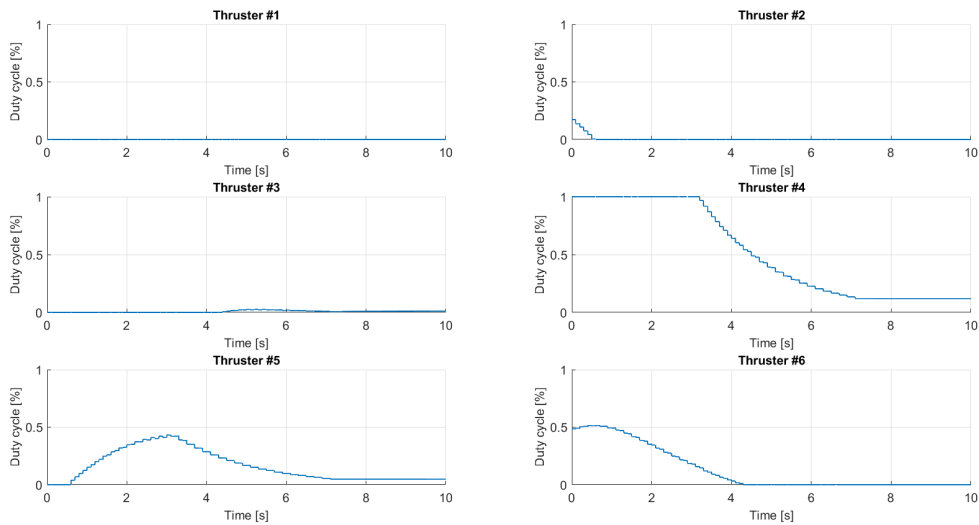 Thruster #1
Duty cycle [%]
1
0.5
0
0 2 4 6 8 10
Time [s]
Thruster #2
Duty cycle [%]
1
0.5
0
0 2 4 6 8 10
Time [s]
Thruster #3
Duty cycle [%]
1
0.5
0
0 2 4 6 8 10
Time [s]
Thruster #4
Duty cycle [%]
1
0.5
0
0 2 4 6 8 10
Time [s]
Thruster #5
Duty cycle [%]
1
0.5
0
0 2 4 6 8 10
Time [s]
Thruster #6
Duty cycle [%]
1
0.5
0
0 2 4 6 8 10
Time [s]